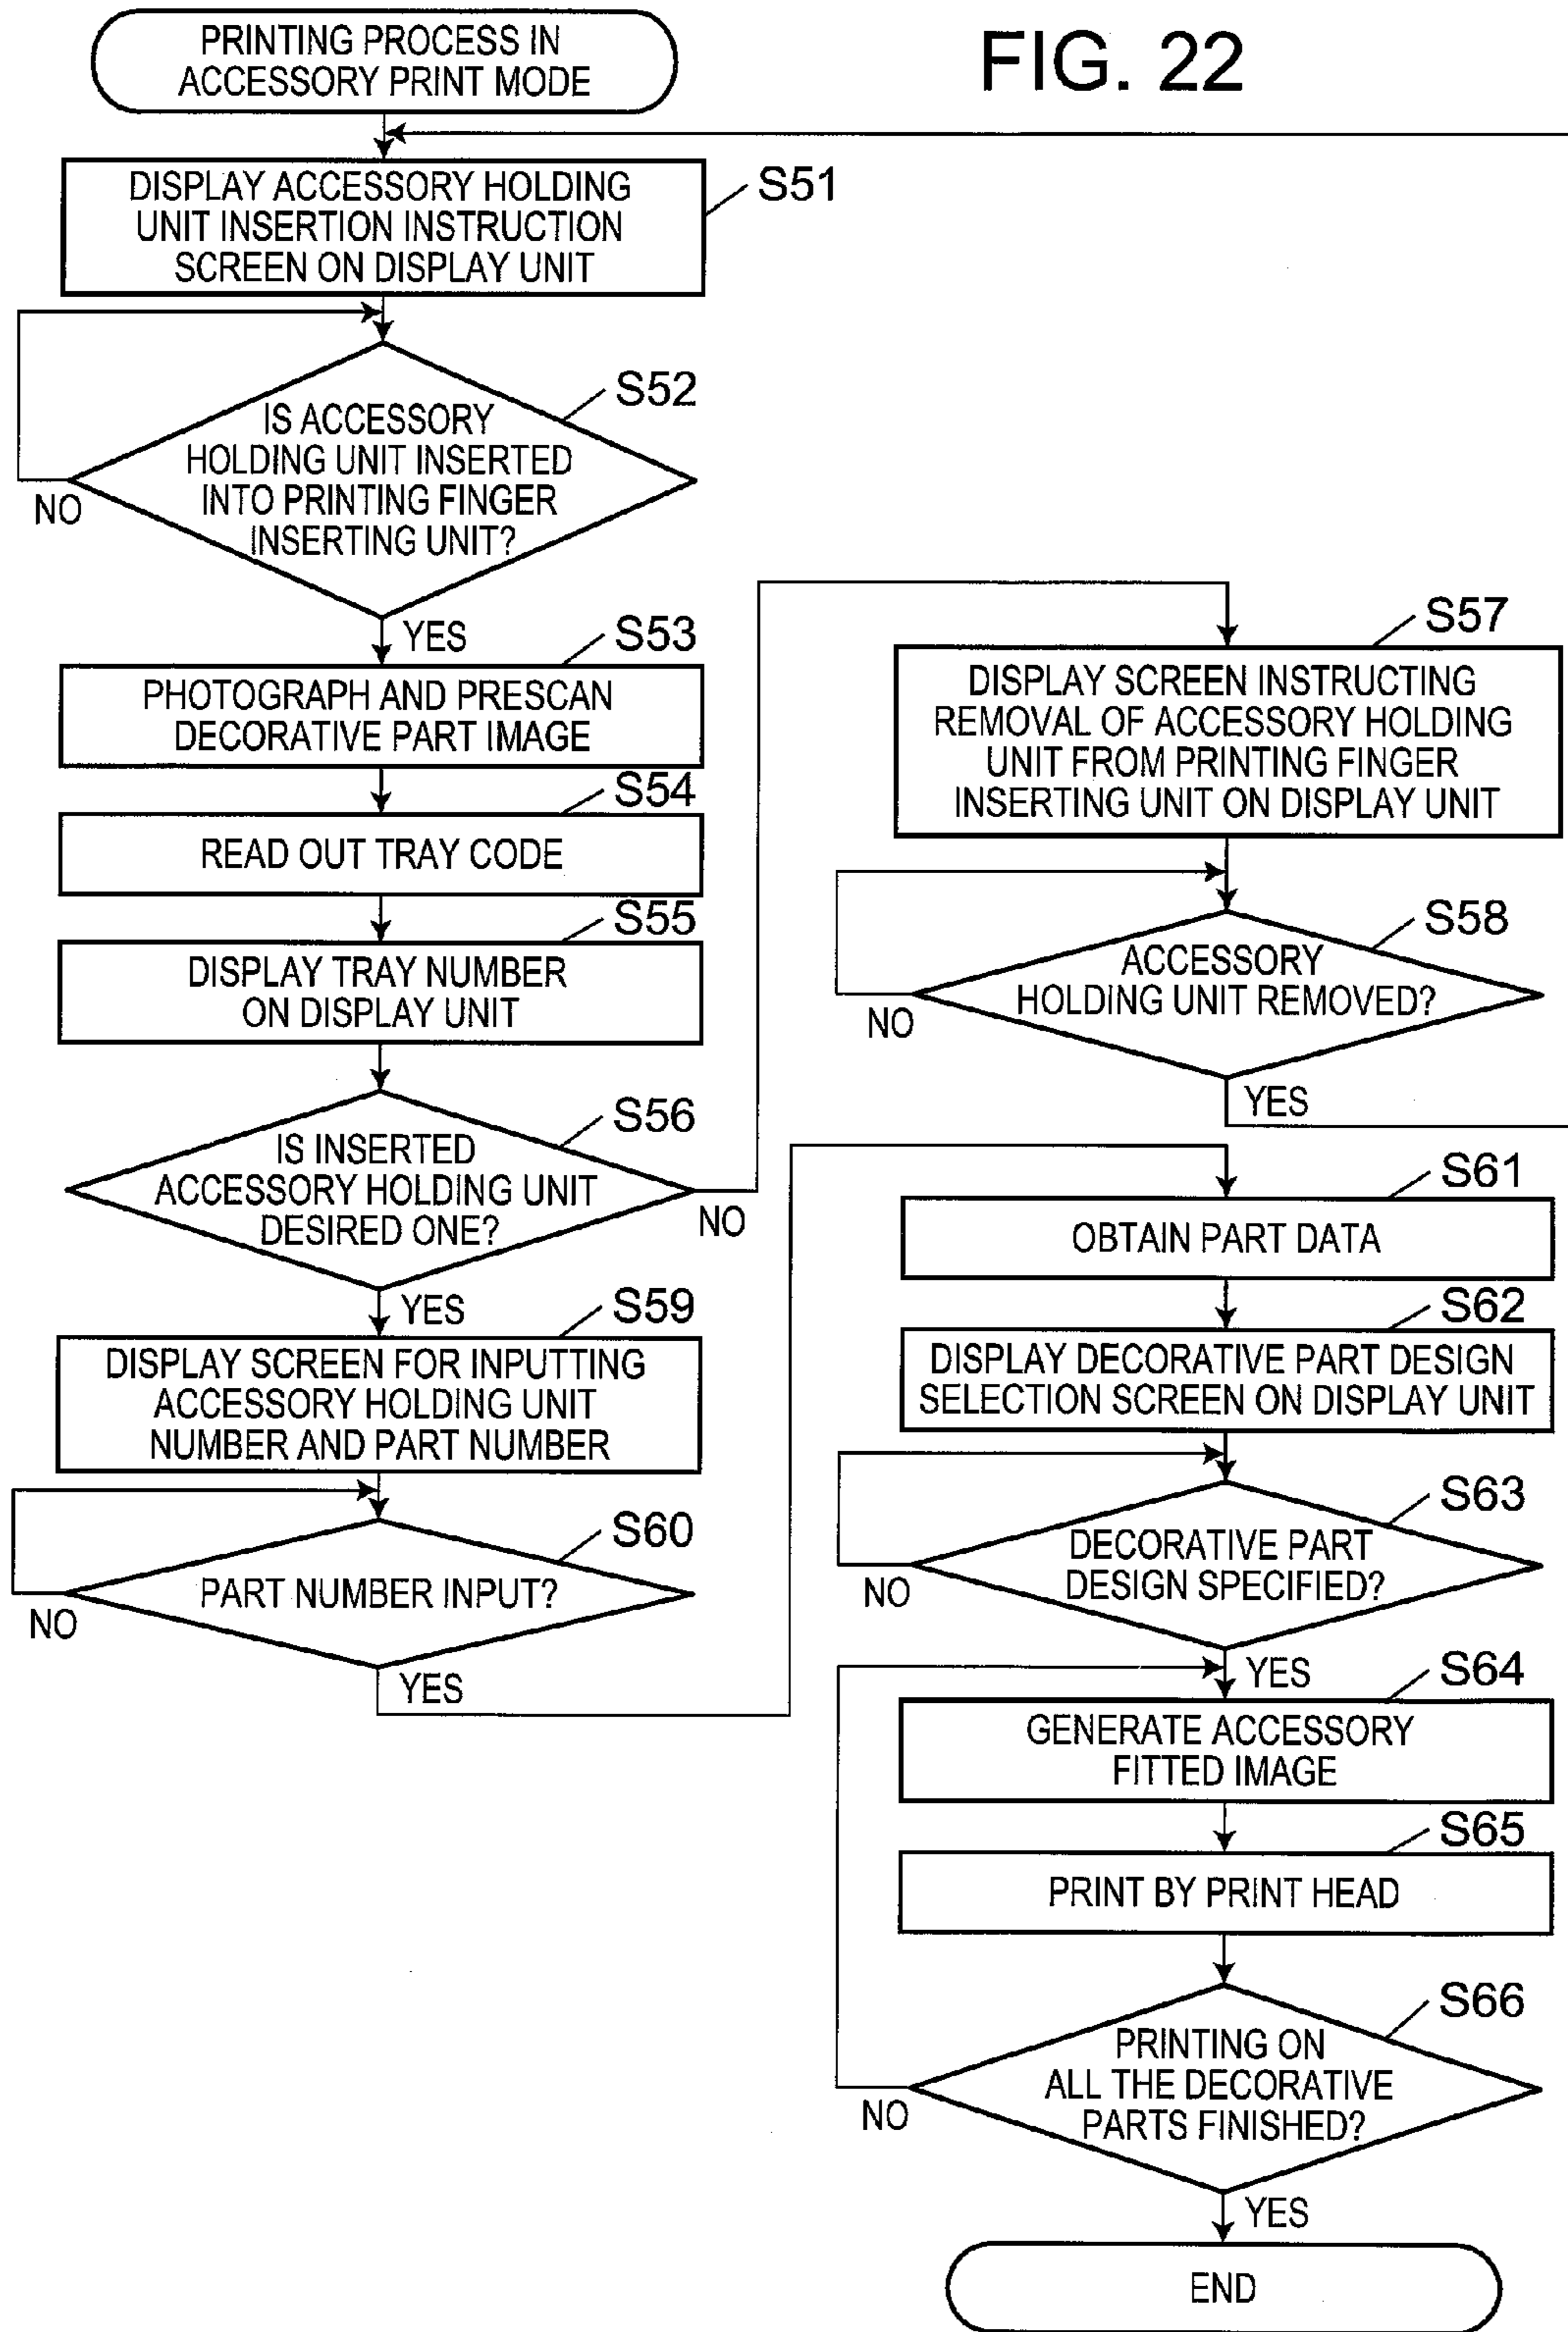 FIG. 22
PRINTING PROCESS IN
ACCESSORY PRINT MODE
DISPLAY ACCESSORY HOLDING
UNIT INSERTION INSTRUCTION
SCREEN ON DISPLAY UNIT
S51
IS ACCESSORY
HOLDING UNIT INSERTED
INTO PRINTING FINGER
INSERTING UNIT?
S52
NO
YES
S53
PHOTOGRAPH AND PRESCAN
DECORATIVE PART IMAGE
S54
READ OUT TRAY CODE
S55
DISPLAY TRAY NUMBER
ON DISPLAY UNIT
S56
IS INSERTED
ACCESSORY HOLDING UNIT
DESIRED ONE?
NO
YES
S57
DISPLAY SCREEN INSTRUCTING
REMOVAL OF ACCESSORY HOLDING
UNIT FROM PRINTING FINGER
INSERTING UNIT ON DISPLAY UNIT
S58
ACCESSORY
HOLDING UNIT REMOVED?
NO
YES
S59
DISPLAY SCREEN FOR INPUTTING
ACCESSORY HOLDING UNIT
NUMBER AND PART NUMBER
S60
PART NUMBER INPUT?
NO
YES
S61
OBTAIN PART DATA
S62
DISPLAY DECORATIVE PART DESIGN
SELECTION SCREEN ON DISPLAY UNIT
S63
DECORATIVE PART
DESIGN SPECIFIED?
NO
YES
S64
GENERATE ACCESSORY
FITTED IMAGE
S65
PRINT BY PRINT HEAD
S66
PRINTING ON
ALL THE DECORATIVE
PARTS FINISHED?
NO
YES
END